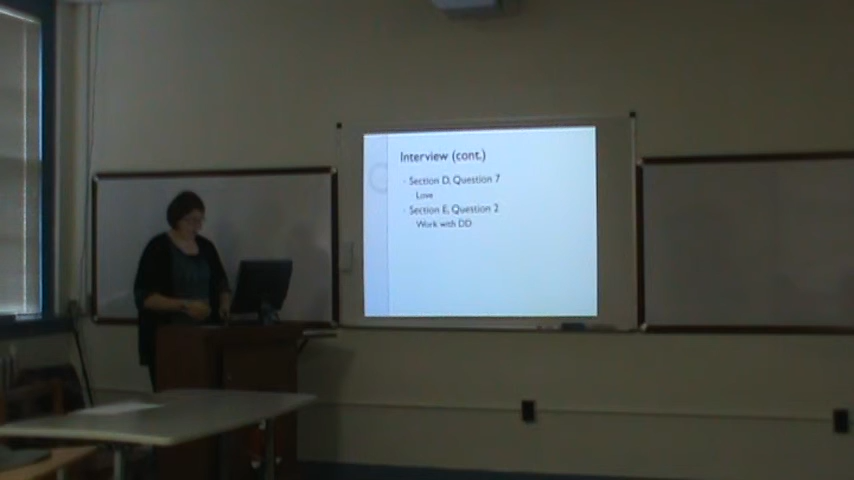 Interview (cont.)
Section D, Question 7
Love
Section E, Question 2
Work with DD